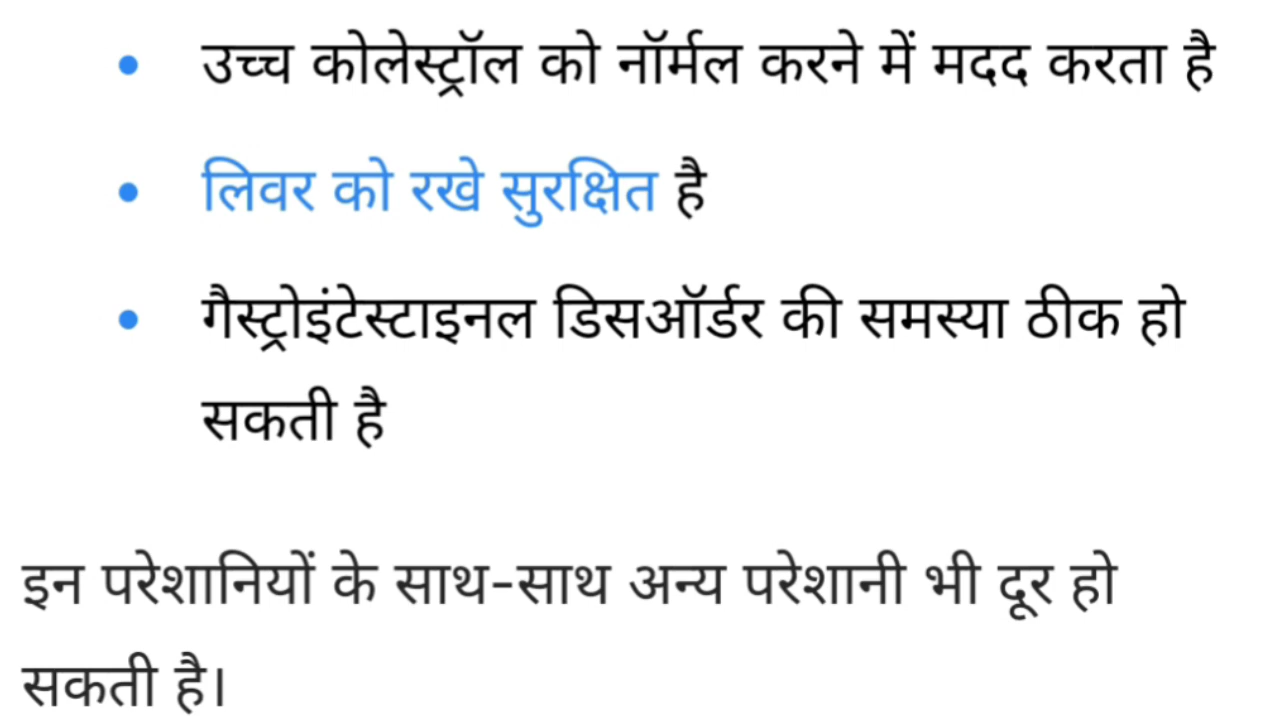 उच्च कोलेस्ट्रॉल को नॉर्मल करने में मदद करता है
लिवर को रखे सुरक्षित है
गैस्ट्रोइंटेस्टाइनल डिसऑर्डर की समस्या ठीक हो
सकती है
इन परेशानियों के साथ-साथ अन्य परेशानी भी दूर हो
सकती है।